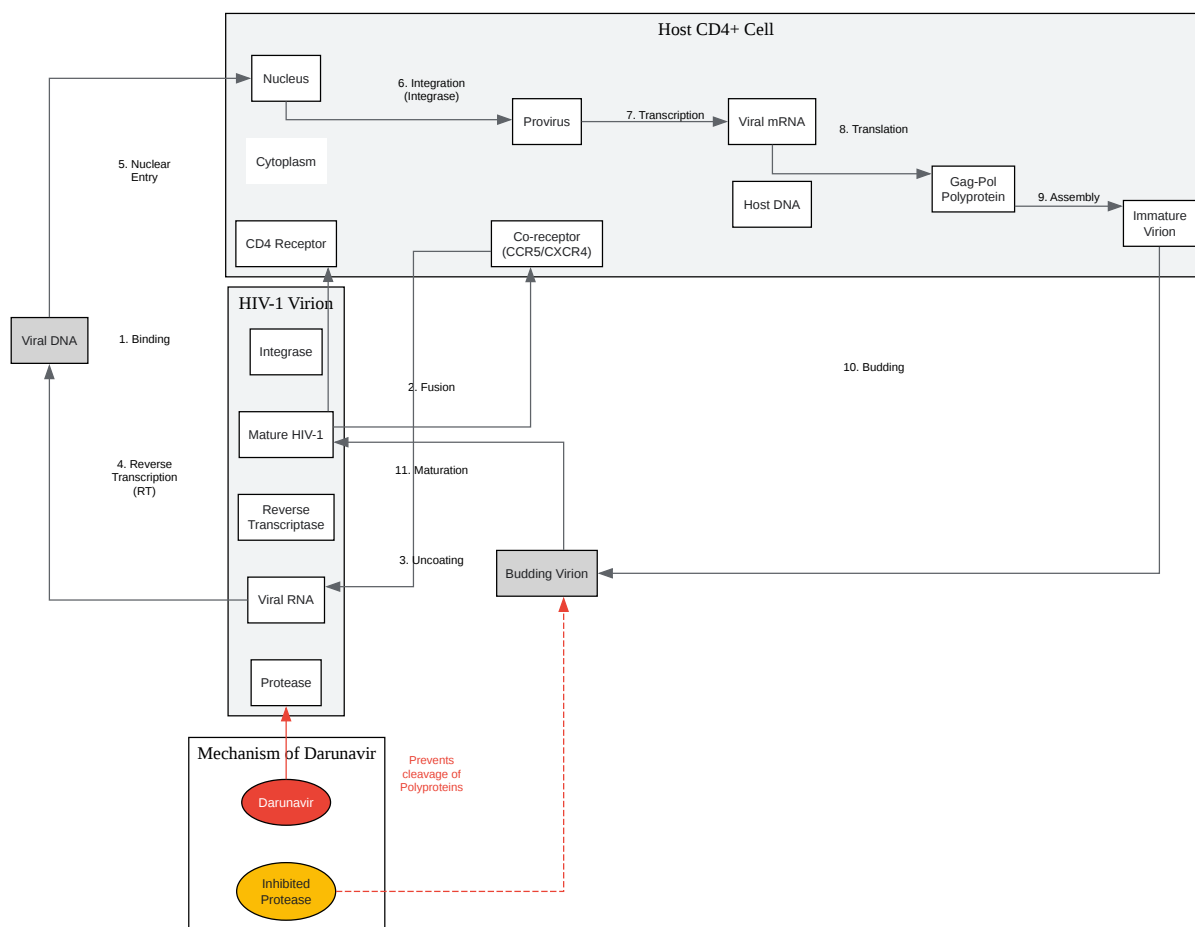 Host CD4+ Cell
Nucleus
6. Integration
(Integrase)
Provirus
7. Transcription
Viral mRNA
8. Translation
Cytoplasm
5. Nuclear
Entry
Gag-Pol
Polyprotein
9. Assembly
Host DNA
Immature
Virion
CD4 Receptor
Co-receptor
(CCR5/CXCR4)
HIV-1 Virion
Viral DNA
1. Binding
Integrase
10. Budding
2. Fusion
Mature HIV-1
4. Reverse
Transcription
(RT)
11. Maturation
Reverse
Transcriptase
3. Uncoating
Budding Virion
Viral RNA
Protease
Mechanism of Darunavir
Prevents
cleavage of
Polyproteins
Darunavir
Inhibited
Protease